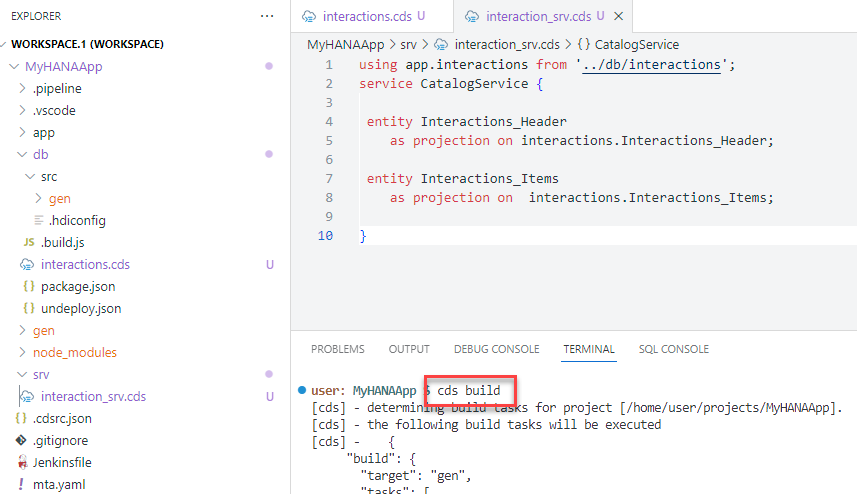 EXPLORER
WORKSPACE.1 (WORKSPACE)
MyHANAApp
.pipeline
.vscode
app
db
src
gen
.hdiconfig
JS .build.js
interactions.cds U
{} package.json
{} undeploy.json
gen
node_modules
srv
interaction_srv.cds U
{} .cdsrc.json
.gitignore
Jenkinsfile
! mta.yaml
interactions.cds U
interaction_srv.cds U
MyHANAApp > srv > interaction_srv.cds > {} CatalogService
1 using app.interactions from '../db/interactions';
2 service CatalogService {
3
4 entity Interactions_Header
5 as projection on interactions.Interactions_Header;
6
7 entity Interactions_Items
8 as projection on  interactions.Interactions_Items;
9
10 }
PROBLEMS OUTPUT DEBUG CONSOLE TERMINAL SQL CONSOLE
user: MyHANAApp $ cds build
[cds] - determining build tasks for project [/home/user/projects/MyHANAApp].
[cds] - the following build tasks will be executed
[cds] - {
"build": {
"target": "gen",
"tasks": [